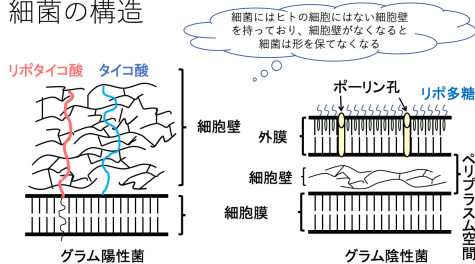 細菌の構造
細菌にはヒトの細胞にはない細胞壁
を持っており、細胞壁がなくなると
細菌は形を保てなくなる
リポタイコ酸
タイコ酸
細胞壁
細胞膜
グラム陽性菌
ポーリン孔
リポ多糖
外膜
細胞壁
ペリプラスム空間
グラム陰性菌